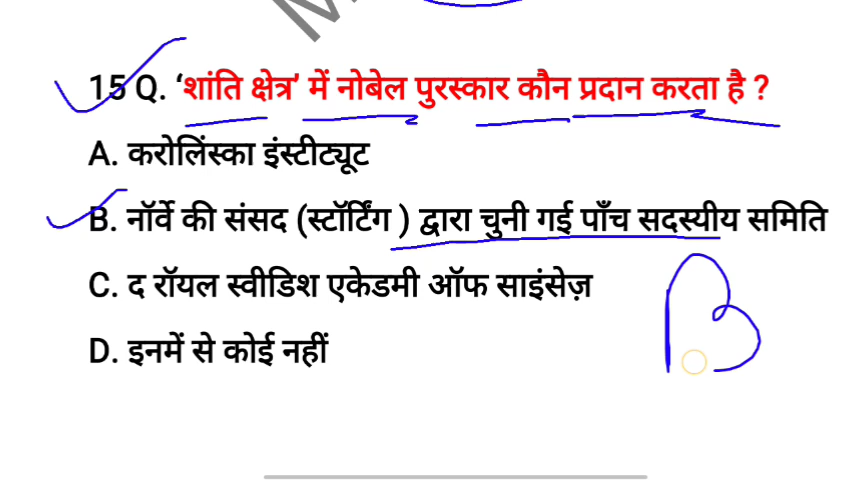 15 Q. ‘शांति क्षेत्र’ में नोबेल पुरस्कार कौन प्रदान करता है ?
A. करोलिंस्का इंस्टीट्यूट
B. नॉर्वे की संसद (स्टॉर्टिंग ) द्वारा चुनी गई पाँच सदस्यीय समिति
C. द रॉयल स्वीडिश एकेडमी ऑफ साइंसेज़
D. इनमें से कोई नहीं
B